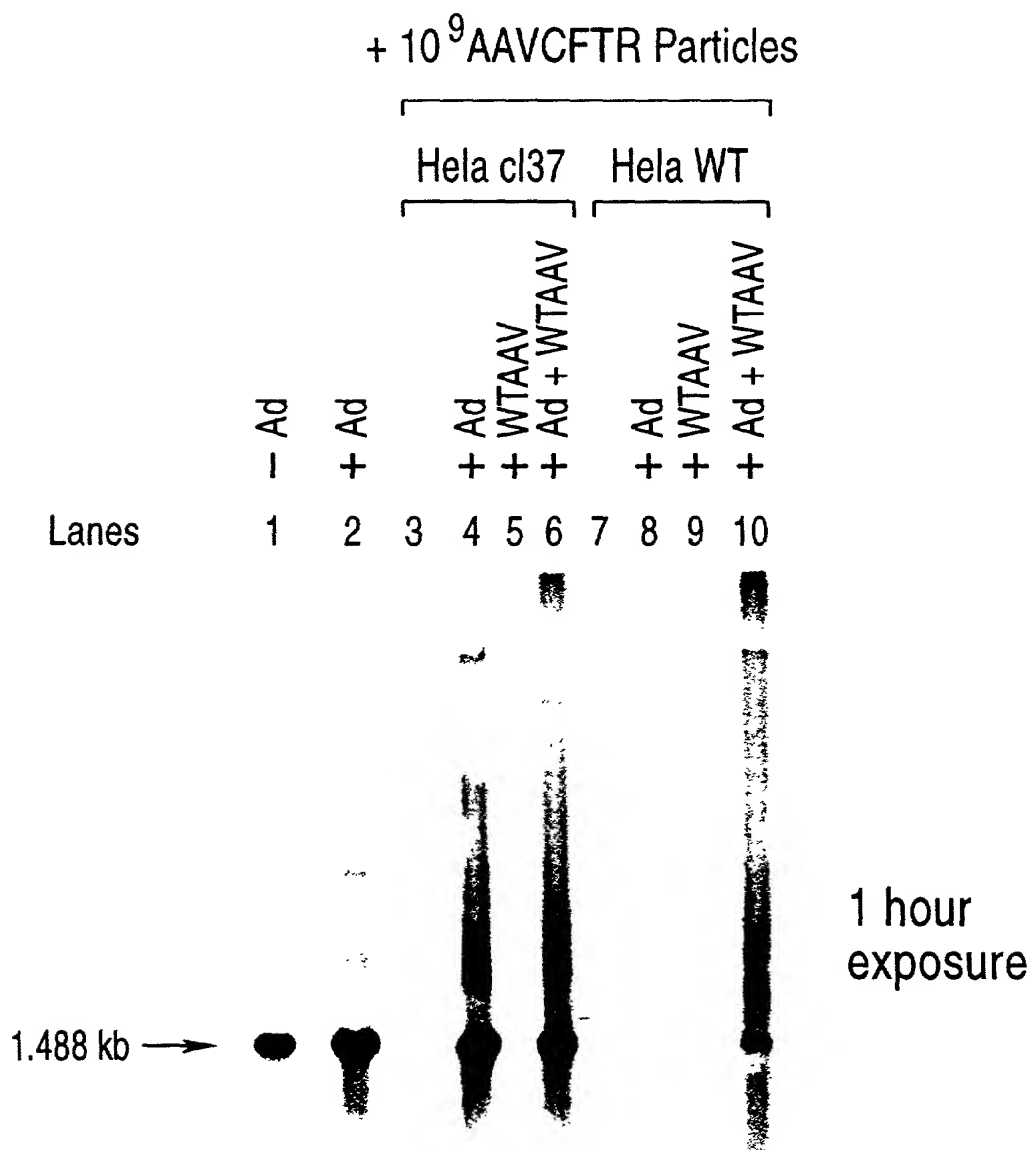 + 10⁹AAVCFTR Particles
Hela cl37 Hela WT
− Ad
+ Ad
+ Ad
+ WTAAV
+ Ad + WTAAV
+ Ad
+ WTAAV
+ Ad + WTAAV
Lanes 1 2 3 4 5 6 7 8 9 10
1 hour
exposure
1.488 kb